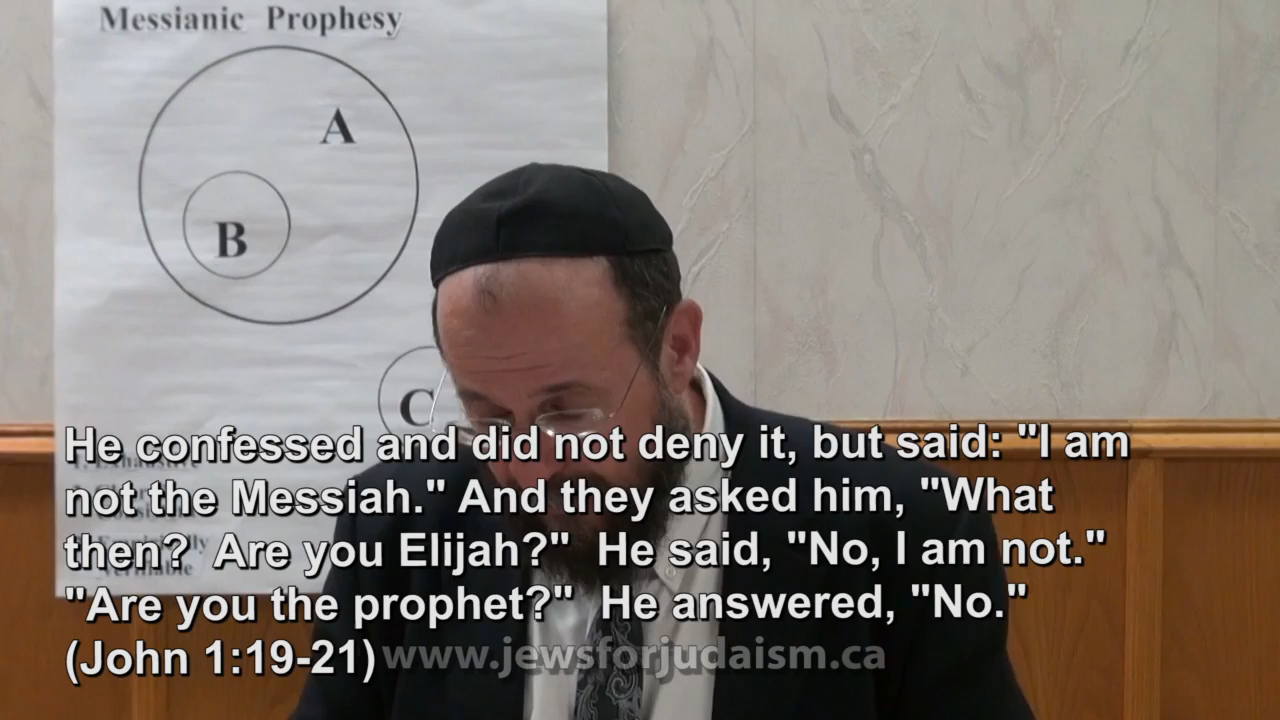 Messianic Prophesy
A
B
C
He confessed and did not deny it, but said: "I am
not the Messiah." And they asked him, "What
then? Are you Elijah?" He said, "No, I am not."
"Are you the prophet?" He answered, "No."
(John 1:19-21)
www.jewsforjudaism.ca